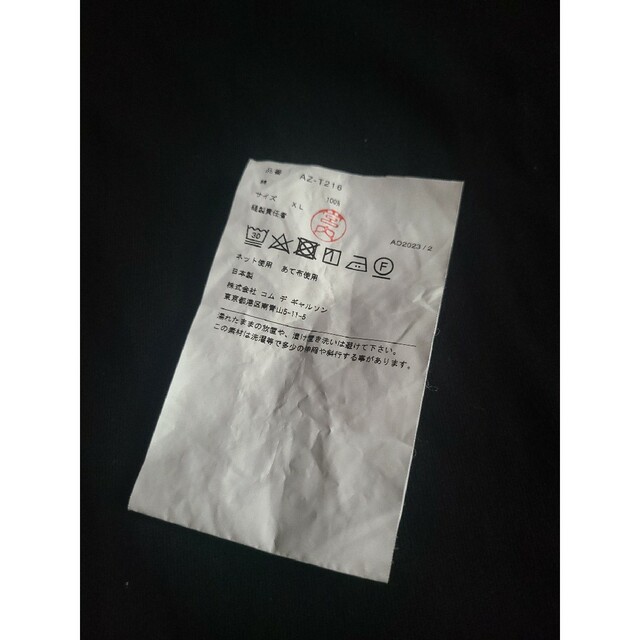 品番 AZ-T216
綿 100%
サイズ XL
縫製責任者
AD2023 / 2
30 F
ネット使用 あて布使用
日本製
株式会社 コム デ ギャルソン
東京都港区南青山5-11-5
濡れたままの放置や、漬け置き洗いは避けて下さい。
この素材は洗濯等で多少の伸縮や斜行する事があります。